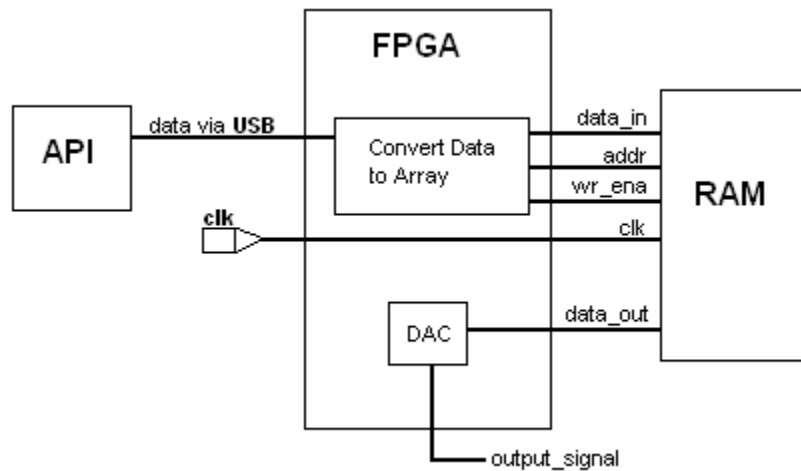 FPGA
API
data via USB
Convert Data
to Array
data_in
addr
wr_ena
clk
RAM
clk
DAC
data_out
output_signal